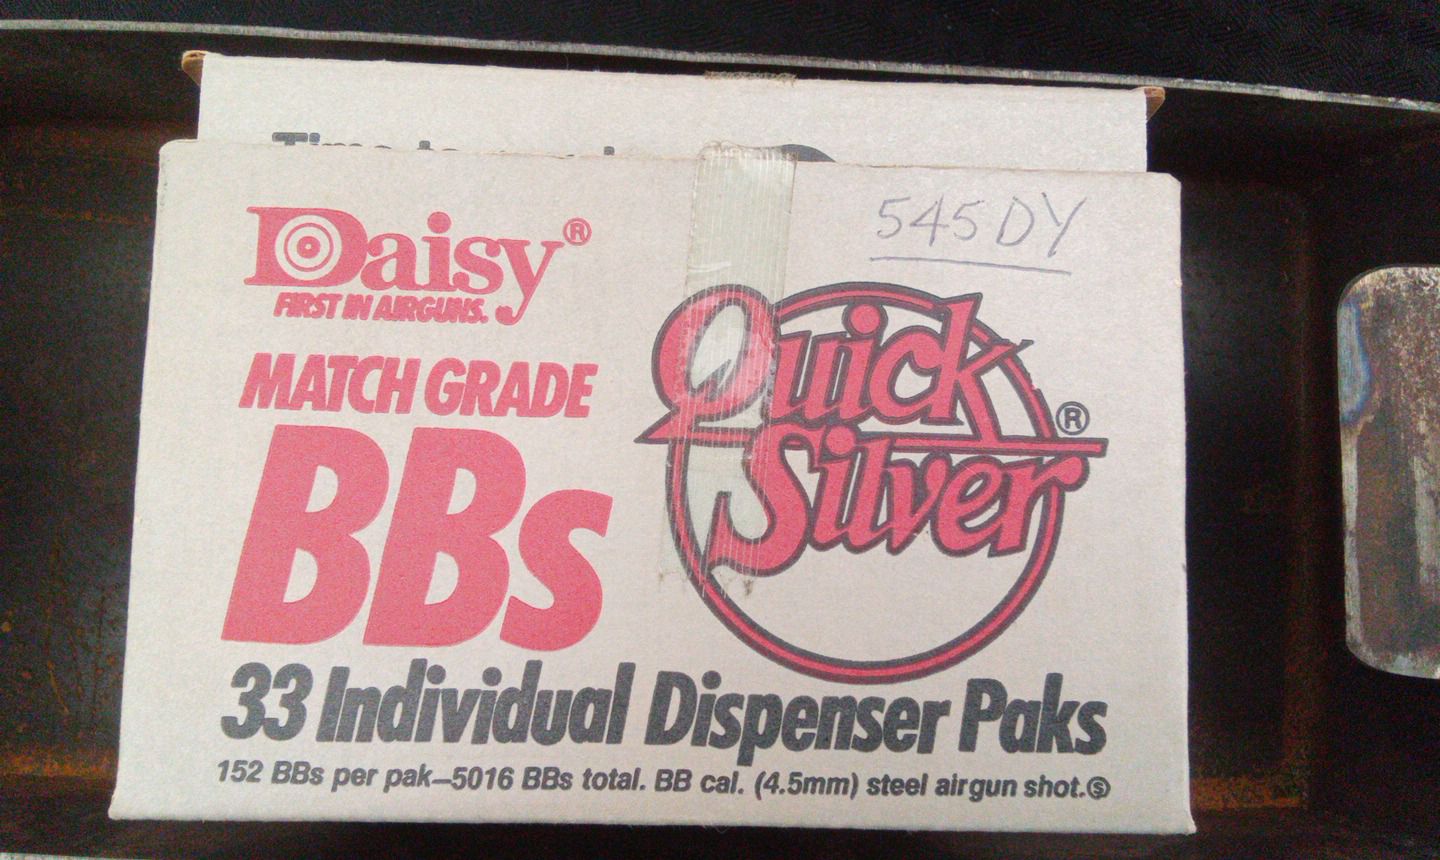 545DY
Daisy®
FIRST IN AIRGUNS.
MATCH GRADE
BBs
Quick
Silver®
33 Individual Dispenser Paks
152 BBs per pak–5016 BBs total. BB cal. (4.5mm) steel airgun shot.Ⓢ